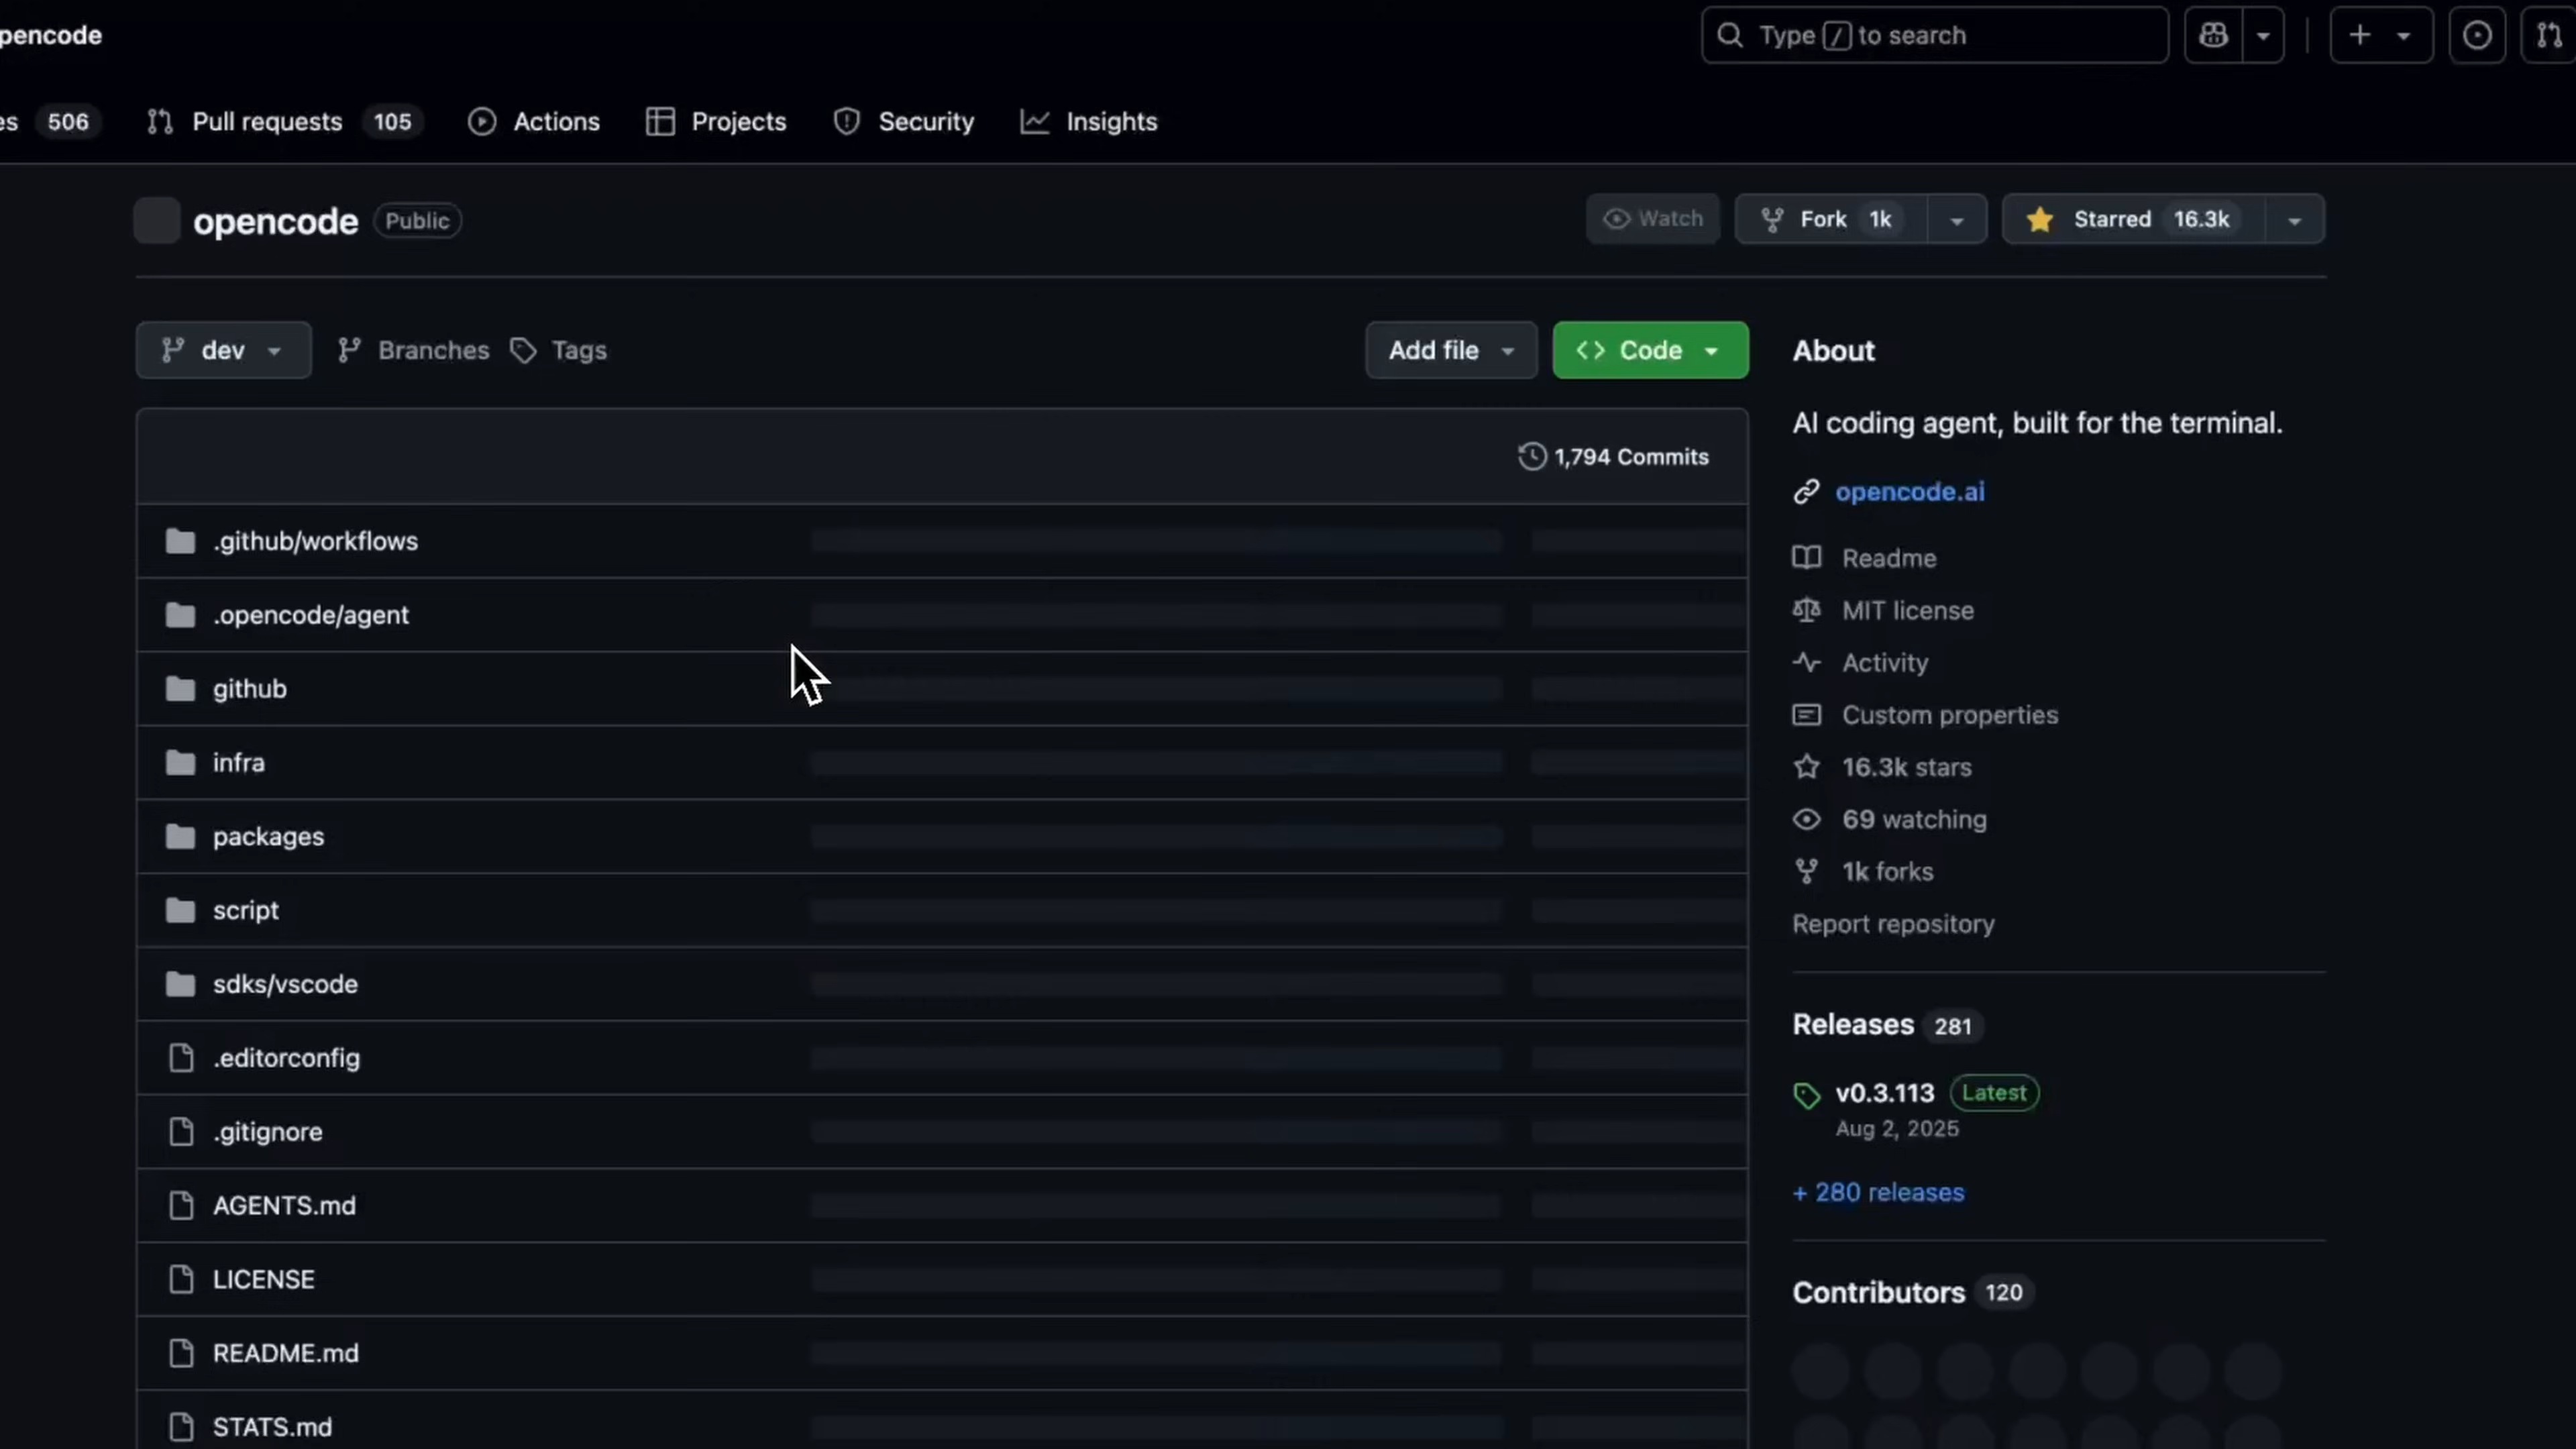 pencode
Type / to search
es 506 Pull requests 105 Actions Projects Security Insights
opencode Public
Watch Fork 1k Starred 16.3k
dev Branches Tags Add file Code
1,794 Commits
.github/workflows
.opencode/agent
github
infra
packages
script
sdks/vscode
.editorconfig
.gitignore
AGENTS.md
LICENSE
README.md
STATS.md
About
AI coding agent, built for the terminal.
opencode.ai
Readme
MIT license
Activity
Custom properties
16.3k stars
69 watching
1k forks
Report repository
Releases 281
v0.3.113 Latest
Aug 2, 2025
+ 280 releases
Contributors 120